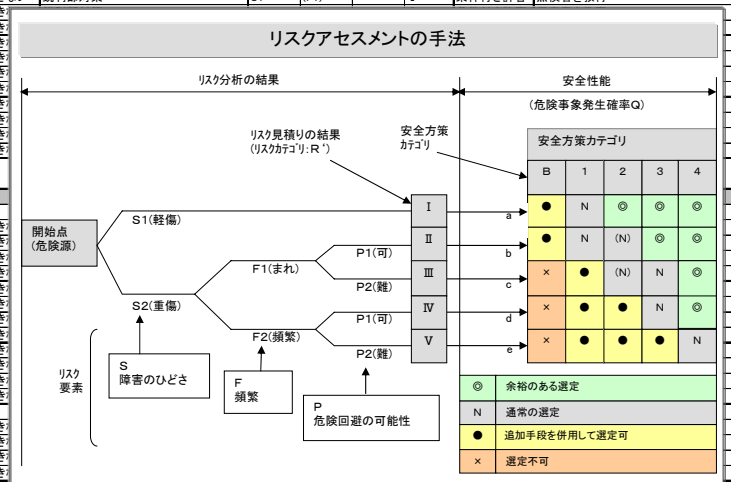 リスクアセスメントの手法
リスク分析の結果
安全性能
(危険事象発生確率Q)
リスク見積りの結果
(リスクカテゴリ:R')
安全方策
カテゴリ
安全方策カテゴリ
B 1 2 3 4
開始点
(危険源)
S1(軽傷)
S2(重傷)
F1(まれ)
F2(頻繁)
P1(可)
P2(難)
P1(可)
P2(難)
Ⅰ a ● N ◎ ◎ ◎
Ⅱ b ● N (N) ◎ ◎
Ⅲ c × ● (N) N ◎
Ⅳ d × ● ● N ◎
Ⅴ e × ● ● ● N
リスク
要素
S
障害のひどさ
F
頻繁
P
危険回避の可能性
◎ 余裕のある選定
N 通常の選定
● 追加手段を併用して選定可
× 選定不可